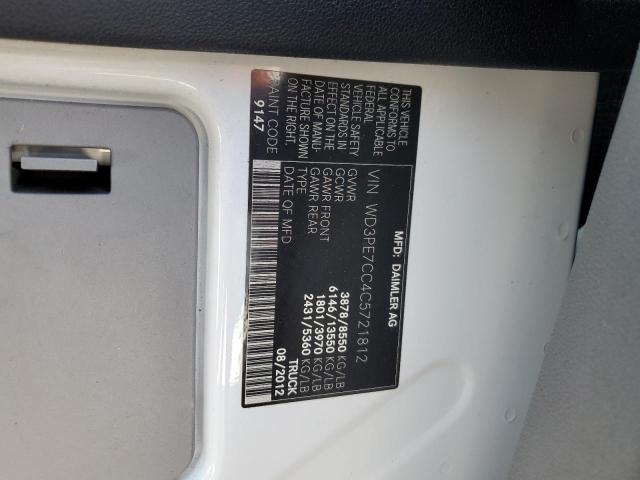 MFD: DAIMLER AG
VIN WD3PE7CC4C5721812
GVWR 3878/8550 KG/LB
GCWR 6146/13550 KG/LB
GAWR FRONT 1801/3970 KG/LB
GAWR REAR 2431/5360 KG/LB
TYPE TRUCK
DATE OF MFD 08/2012
THIS VEHICLE
CONFORMS TO
ALL APPLICABLE
FEDERAL
VEHICLE SAFETY
STANDARDS IN
EFFECT ON THE
DATE OF MANU-
FACTURE SHOWN
ON THE RIGHT.
PAINT CODE
9147